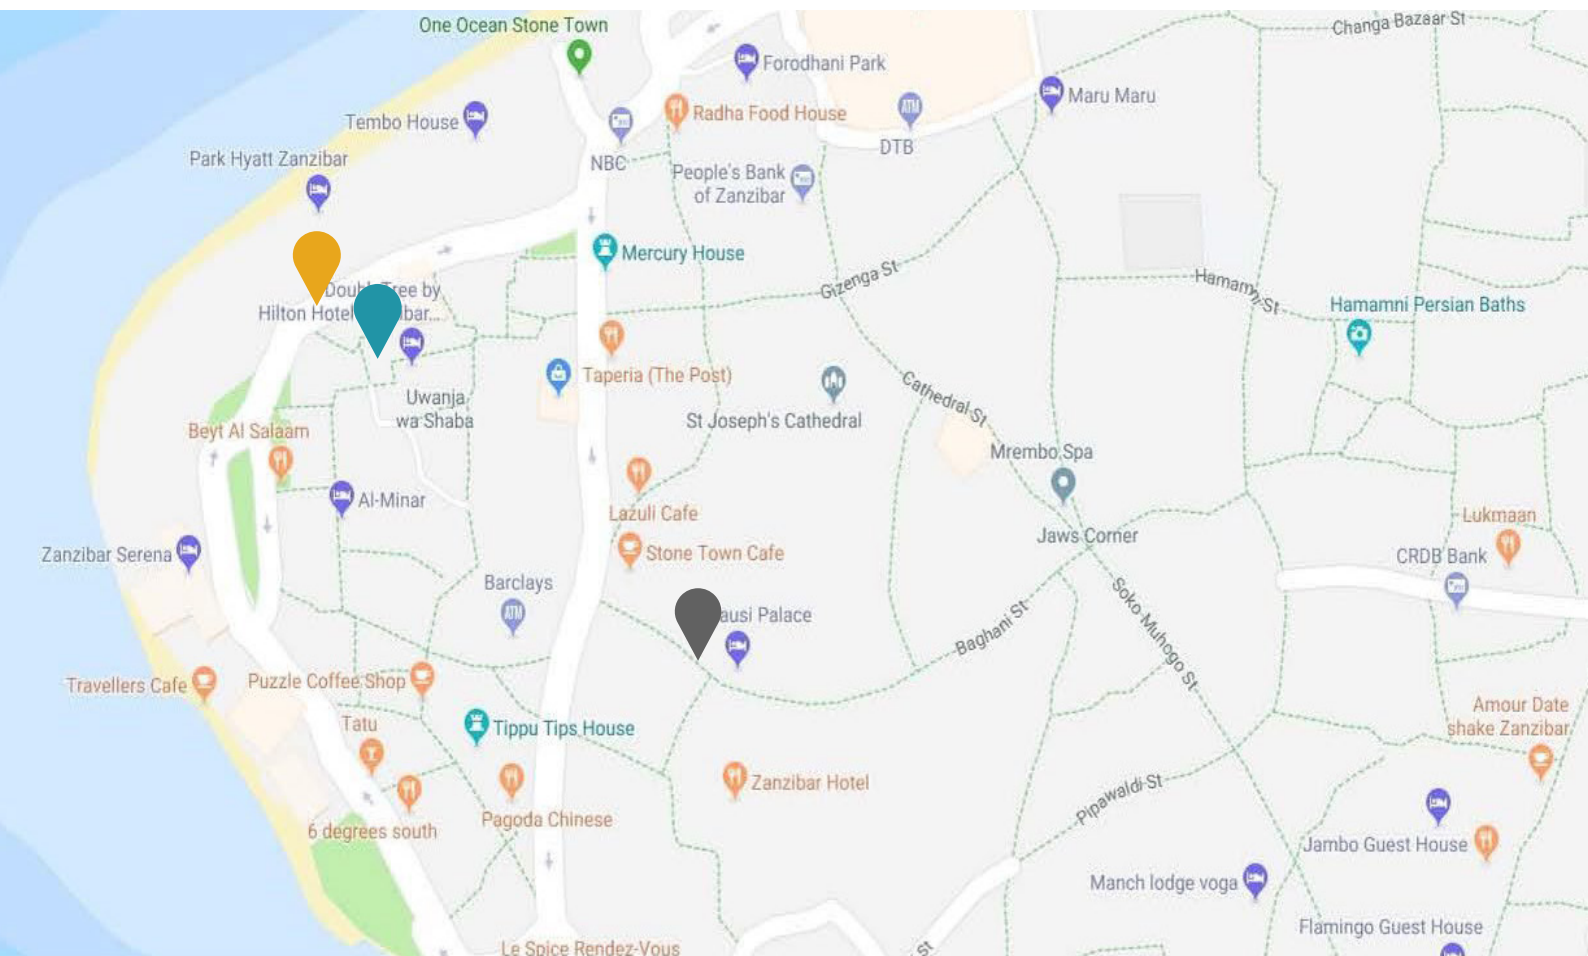 One Ocean Stone Town
Changa Bazaar St
Forodhani Park
Maru Maru
Tembo House
Radha Food House
NBC
DTB
ATM
Park Hyatt Zanzibar
People's Bank
of Zanzibar
Mercury House
Gizenga St
Hamamni St
Hilton Hotel
Hamamni Persian Baths
Taperia (The Post)
Cathedral St
Uwanja
wa Shaba
St Joseph's Cathedral
Beyt Al Salaam
Mrembo Spa
Al-Minar
Lazuli Cafe
Jaws Corner
Lukmaan
Zanzibar Serena
Stone Town Cafe
CRDB Bank
Barclays
ATM
Palace
Baghani St
Soko Muhogo St
Travellers Cafe
Puzzle Coffee Shop
Tatu
Tippu Tips House
Amour Date
shake Zanzibar
Zanzibar Hotel
Pipawaldi St
6 degrees south
Pagoda Chinese
Jambo Guest House
Manch lodge voga
Flamingo Guest House
Le Spice Rendez-Vous
St